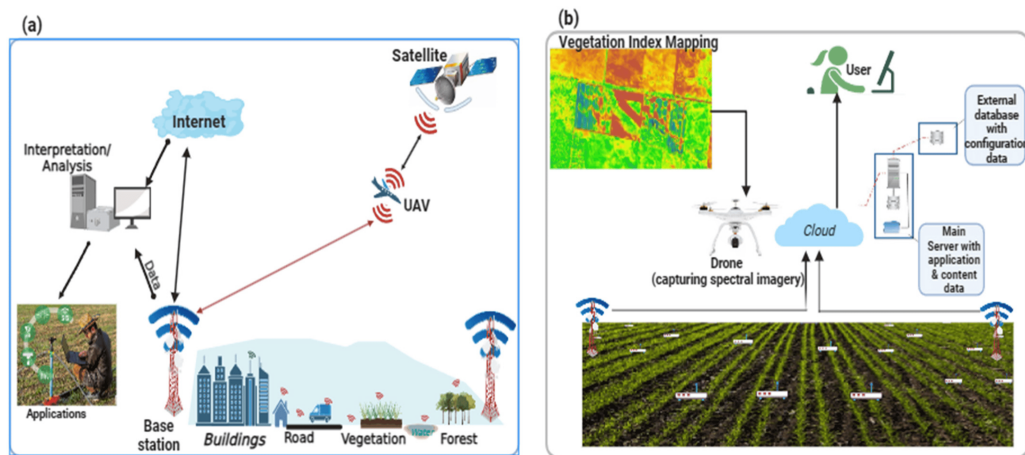 (a)
Satellite
Internet
Interpretation/
Analysis
UAV
Data
Applications
Base
station
Buildings
Road
Vegetation
Water
Forest
(b)
Vegetation Index Mapping
User
External
database
with
configuration
data
Cloud
Drone
(capturing spectral imagery)
Main
Server with
application
& content
data